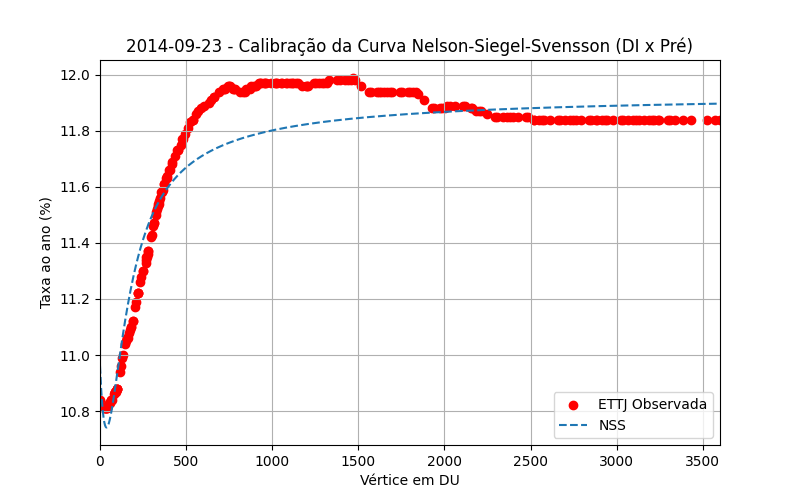 2014-09-23 - Calibração da Curva Nelson-Siegel-Svensson (DI x Pré)
Taxa ao ano (%)
12.0
11.8
11.6
11.4
11.2
11.0
10.8
ETTJ Observada
NSS
0 500 1000 1500 2000 2500 3000 3500
Vértice em DU